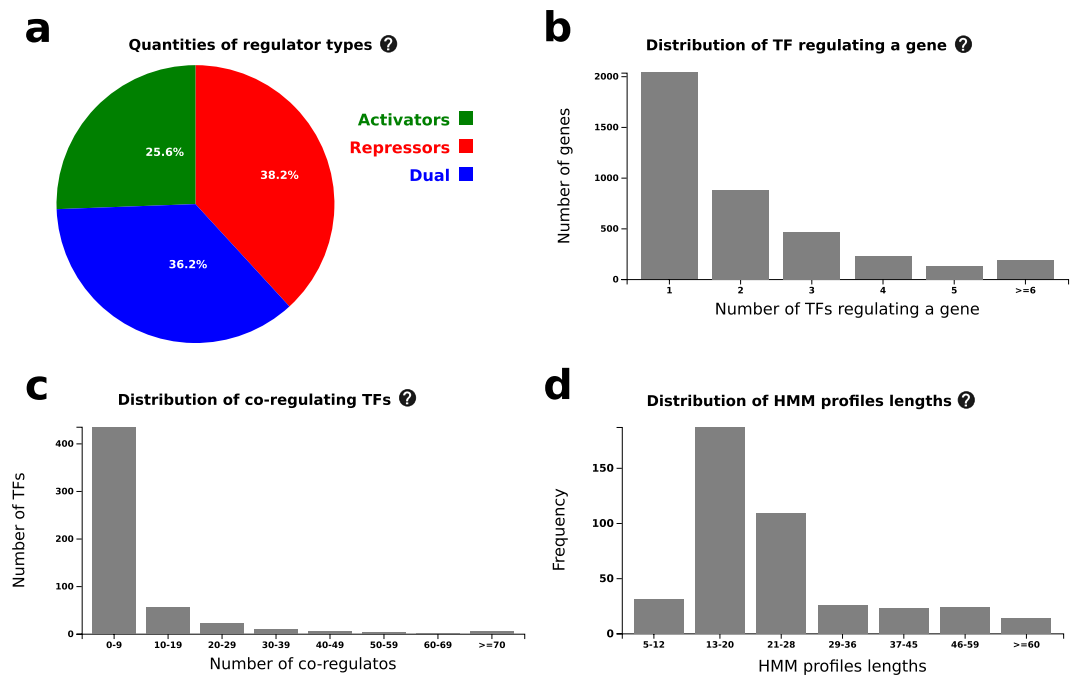 a
Quantities of regulator types ?
25.6%
38.2%
36.2%
Activators
Repressors
Dual
b
Distribution of TF regulating a gene ?
Number of genes
2000
1500
1000
500
0
1 2 3 4 5 >=6
Number of TFs regulating a gene
c
Distribution of co-regulating TFs ?
Number of TFs
400
300
200
100
0
0-9 10-19 20-29 30-39 40-49 50-59 60-69 >=70
Number of co-regulatos
d
Distribution of HMM profiles lengths ?
Frequency
150
100
50
0
5-12 13-20 21-28 29-36 37-45 46-59 >=60
HMM profiles lengths